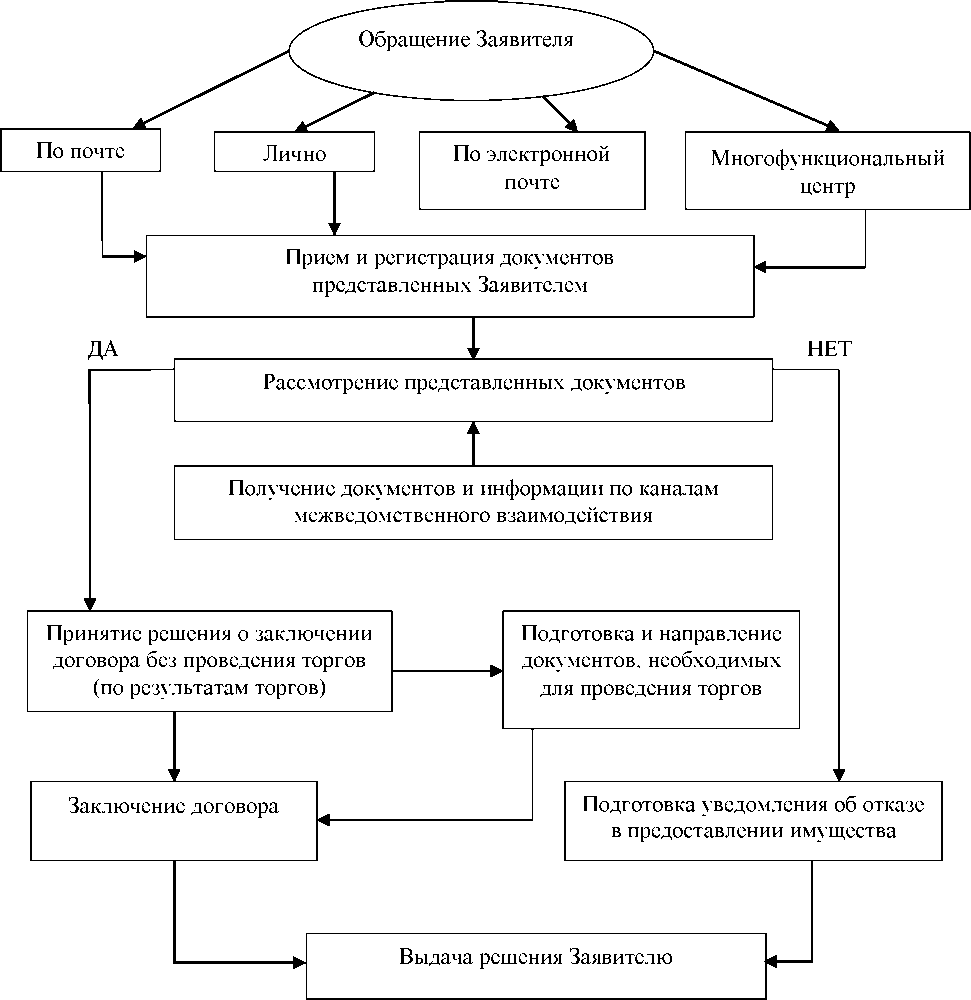 Обращение Заявителя
По почте
Лично
По электронной
почте
Многофункциональный
центр
Прием и регистрация документов
представленных Заявителем
ДА
НЕТ
Рассмотрение представленных документов
Получение документов и информации по каналам
межведомственного взаимодействия
Принятие решения о заключении
договора без проведения торгов
(по результатам торгов)
Подготовка и направление
документов, необходимых
для проведения торгов
Заключение договора
Подготовка уведомления об отказе
в предоставлении имущества
Выдача решения Заявителю